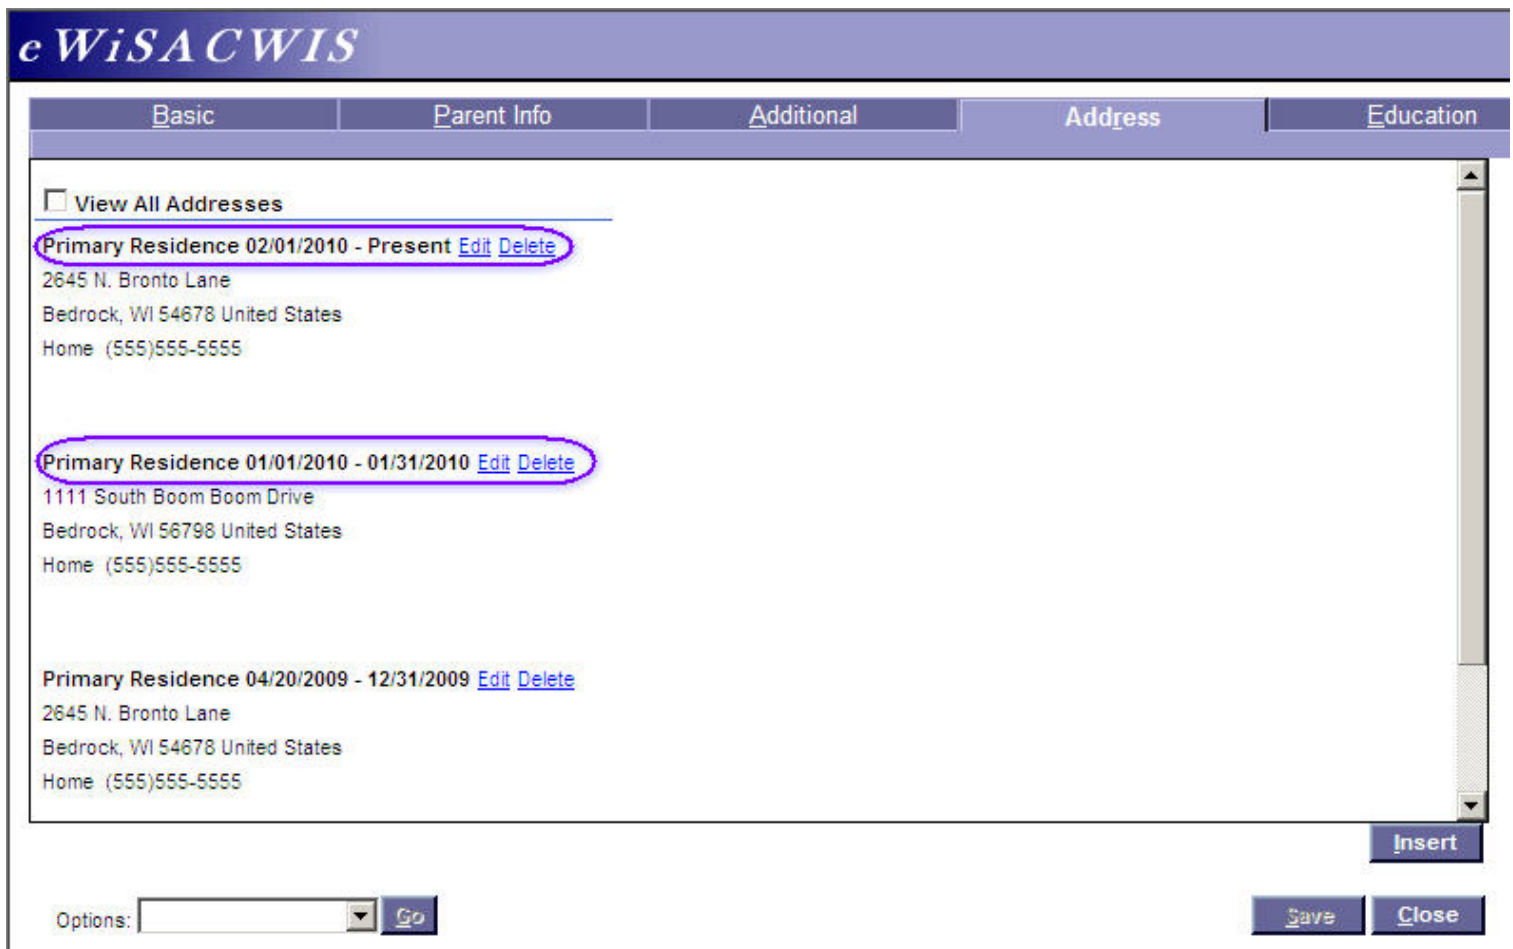 eWiSACWIS
Basic Parent Info Additional Address Education
View All Addresses
Primary Residence 02/01/2010 - Present Edit Delete
2645 N. Bronto Lane
Bedrock, WI 54678 United States
Home (555)555-5555
Primary Residence 01/01/2010 - 01/31/2010 Edit Delete
1111 South Boom Boom Drive
Bedrock, WI 56798 United States
Home (555)555-5555
Primary Residence 04/20/2009 - 12/31/2009 Edit Delete
2645 N. Bronto Lane
Bedrock, WI 54678 United States
Home (555)555-5555
Insert
Options: Go Save Close